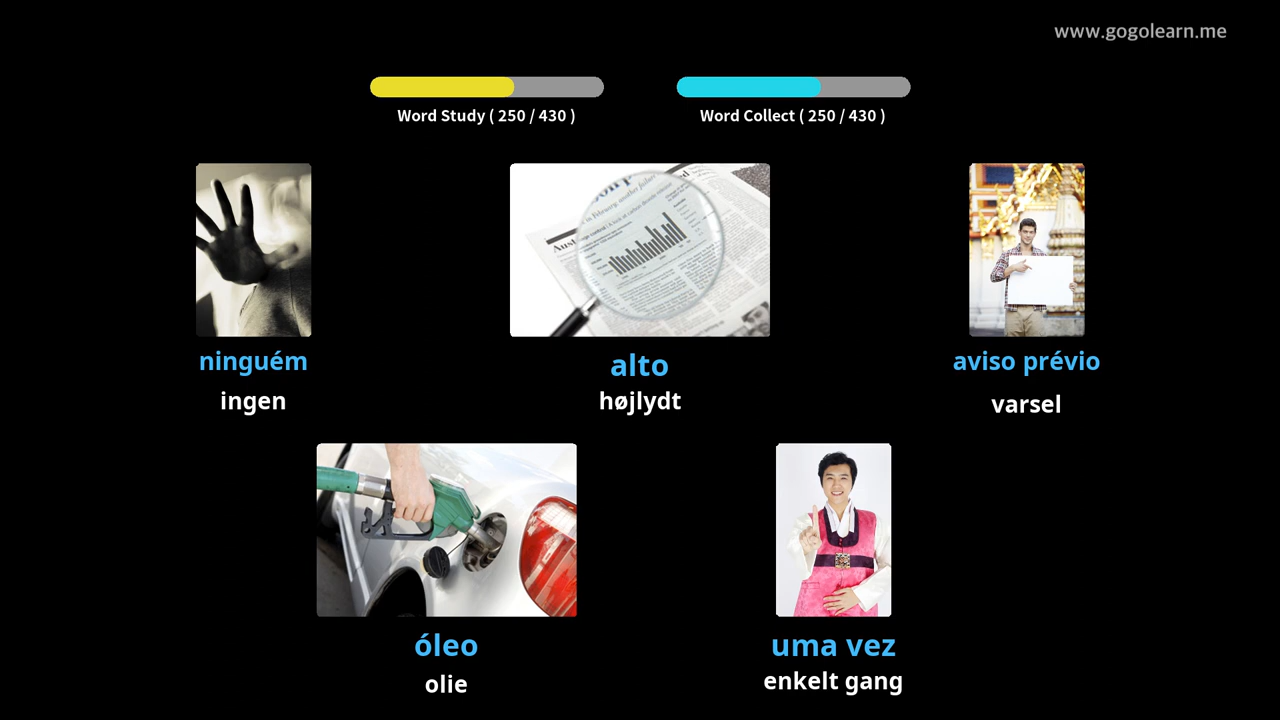 www.gogolearn.me
Word Study ( 250 / 430 )
Word Collect ( 250 / 430 )
ninguém
ingen
alto
højlydt
aviso prévio
varsel
óleo
olie
uma vez
enkelt gang